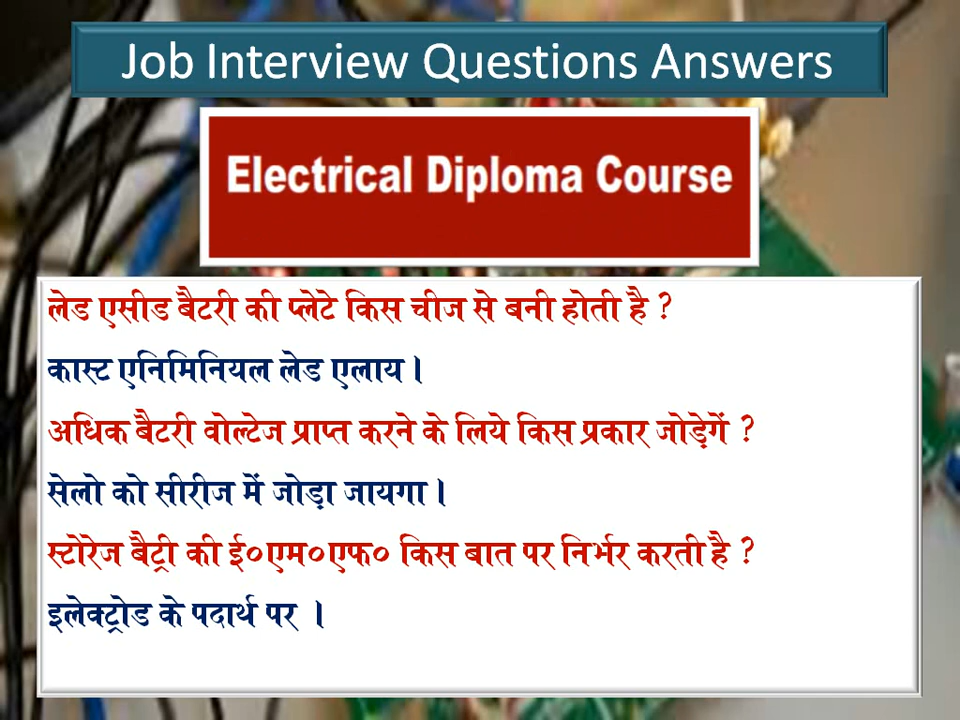 Job Interview Questions Answers
Electrical Diploma Course
लेड एसीड बैटरी की प्लेटे किस चीज से बनी होती है ?
कास्ट एनिमिनियल लेड एलाय ।
अधिक बैटरी वोल्टेज प्राप्त करने के लिये किस प्रकार जोड़ेगें ?
सेलो को सीरीज में जोड़ा जायगा ।
स्टोरेज बैट्री की ई०एम०एफ० किस बात पर निर्भर करती है ?
इलेक्ट्रोड के पदार्थ पर ।